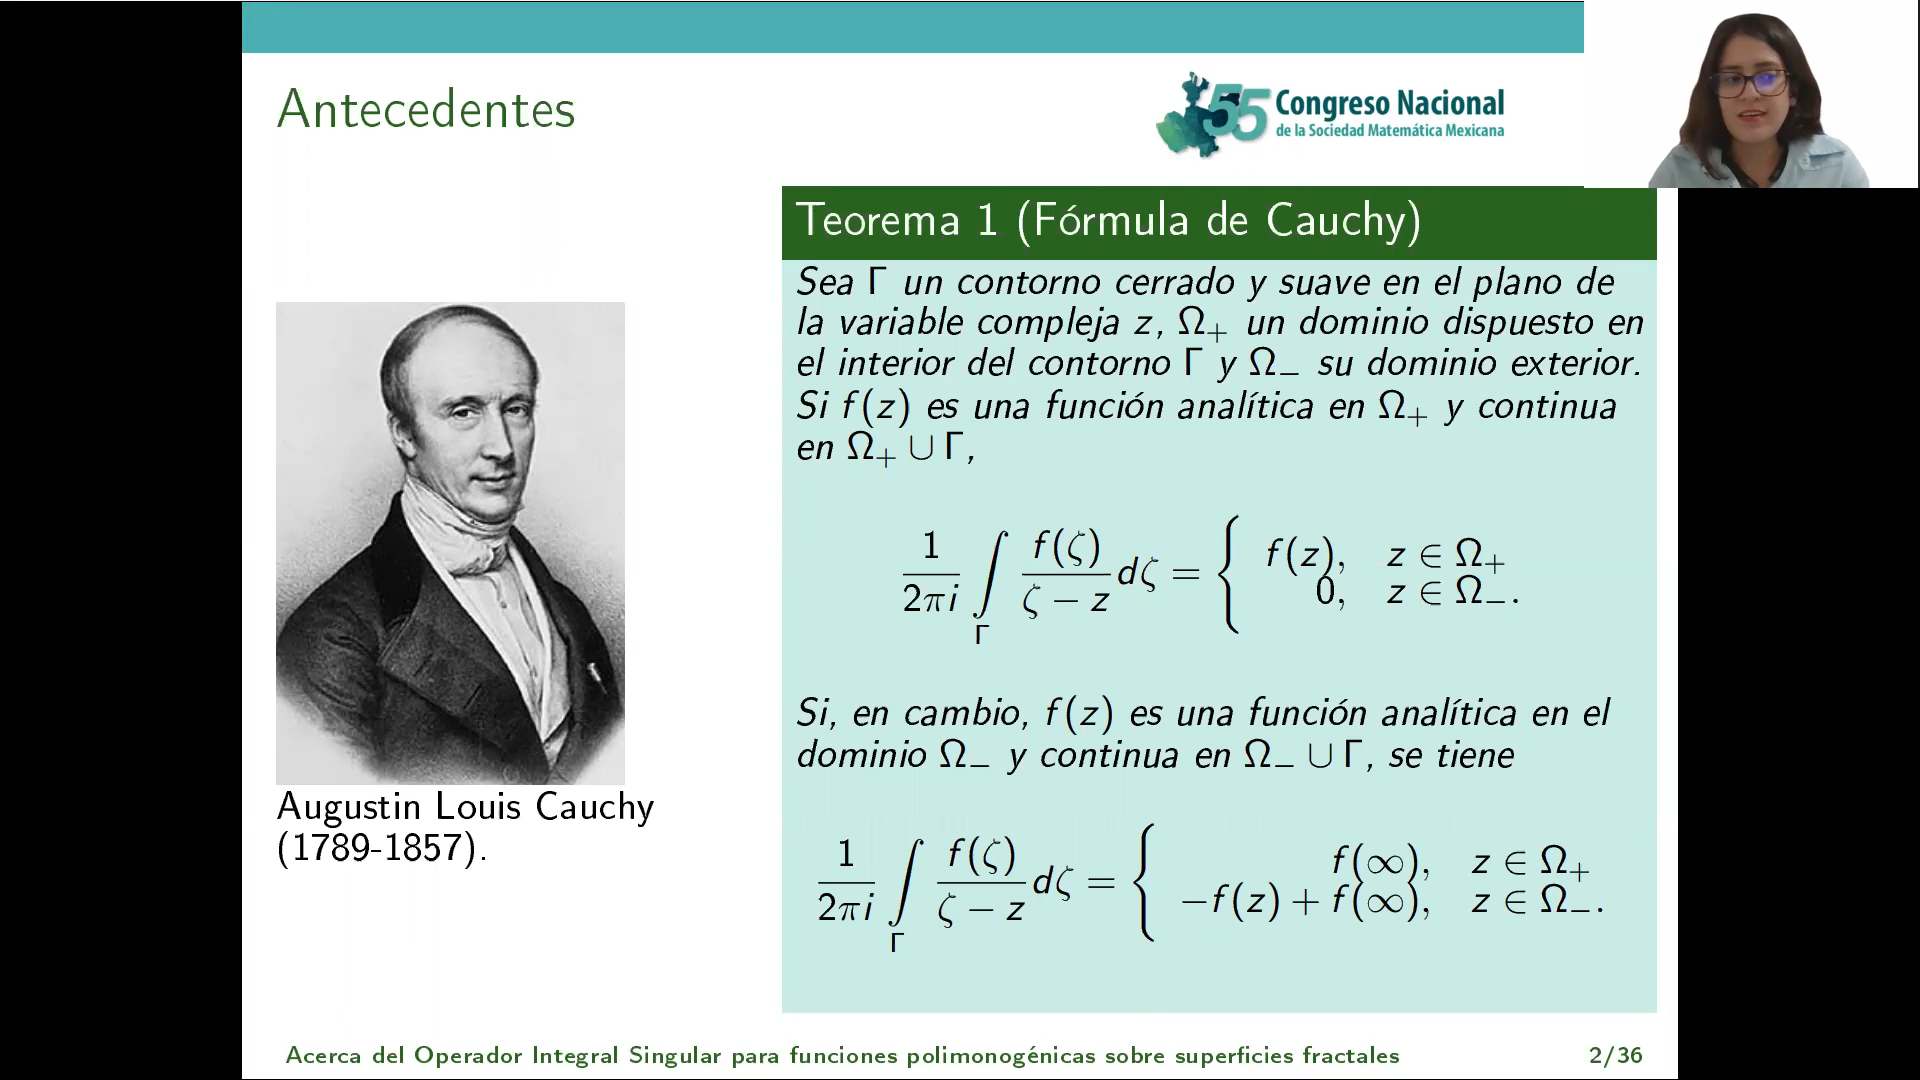 Antecedentes
55 Congreso Nacional
de la Sociedad Matemática Mexicana
Augustin Louis Cauchy
(1789-1857).
Teorema 1 (Fórmula de Cauchy)
Sea Γ un contorno cerrado y suave en el plano de
la variable compleja z, Ω₊ un dominio dispuesto en
el interior del contorno Γ y Ω₋ su dominio exterior.
Si f(z) es una función analítica en Ω₊ y continua
en Ω₊ ∪ Γ,
1/(2πi) ∫_Γ f(ζ)/(ζ − z) dζ = { f(z), z ∈ Ω₊
0, z ∈ Ω₋.
Si, en cambio, f(z) es una función analítica en el
dominio Ω₋ y continua en Ω₋ ∪ Γ, se tiene
1/(2πi) ∫_Γ f(ζ)/(ζ − z) dζ = { f(∞), z ∈ Ω₊
−f(z) + f(∞), z ∈ Ω₋.
Acerca del Operador Integral Singular para funciones polimonogénicas sobre superficies fractales 2/36